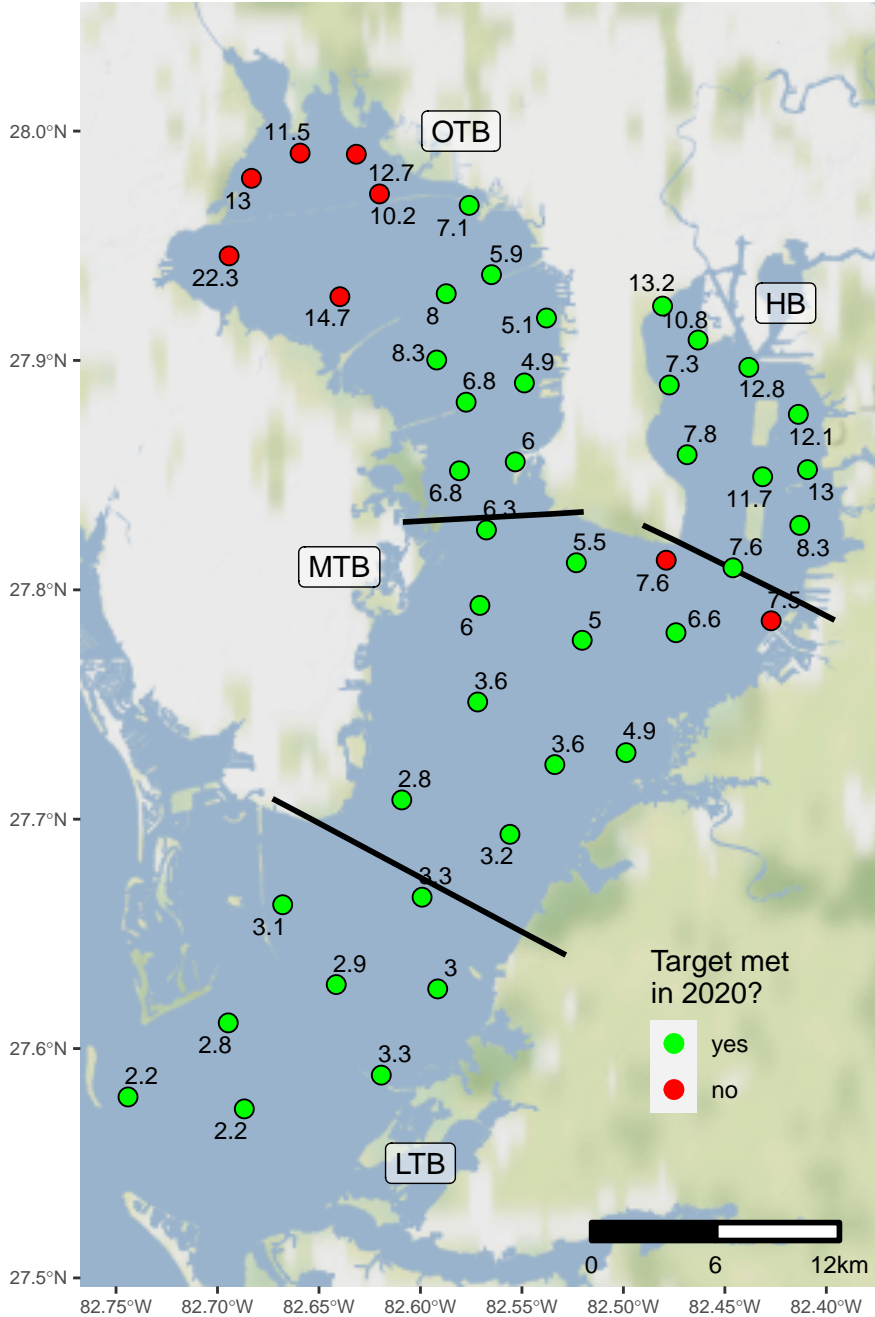 28.0°N
27.9°N
27.8°N
27.7°N
27.6°N
27.5°N
OTB
11.5
12.7
13
10.2
7.1
5.9
22.3
14.7
8
5.1
13.2
10.8
HB
8.3
4.9
7.3
12.8
6.8
12.1
7.8
6
6.8
11.7
13
6.3
8.3
MTB
5.5
7.6
7.6
7.5
6
5
6.6
3.6
3.6
4.9
2.8
3.2
3.3
3.1
2.9
3
2.8
3.3
2.2
2.2
LTB
Target met
in 2020?
yes
no
0 6 12km
82.75°W 82.70°W 82.65°W 82.60°W 82.55°W 82.50°W 82.45°W 82.40°W